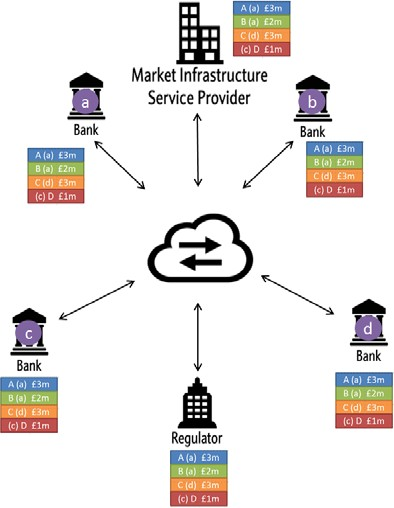 A (a) £3m
B (a) £2m
C (d) £3m
(c) D £1m
Market Infrastructure
Service Provider
a
Bank
A (a) £3m
B (a) £2m
C (d) £3m
(c) D £1m
b
Bank
A (a) £3m
B (a) £2m
C (d) £3m
(c) D £1m
c
Bank
A (a) £3m
B (a) £2m
C (d) £3m
(c) D £1m
d
Bank
A (a) £3m
B (a) £2m
C (d) £3m
(c) D £1m
Regulator
A (a) £3m
B (a) £2m
C (d) £3m
(c) D £1m